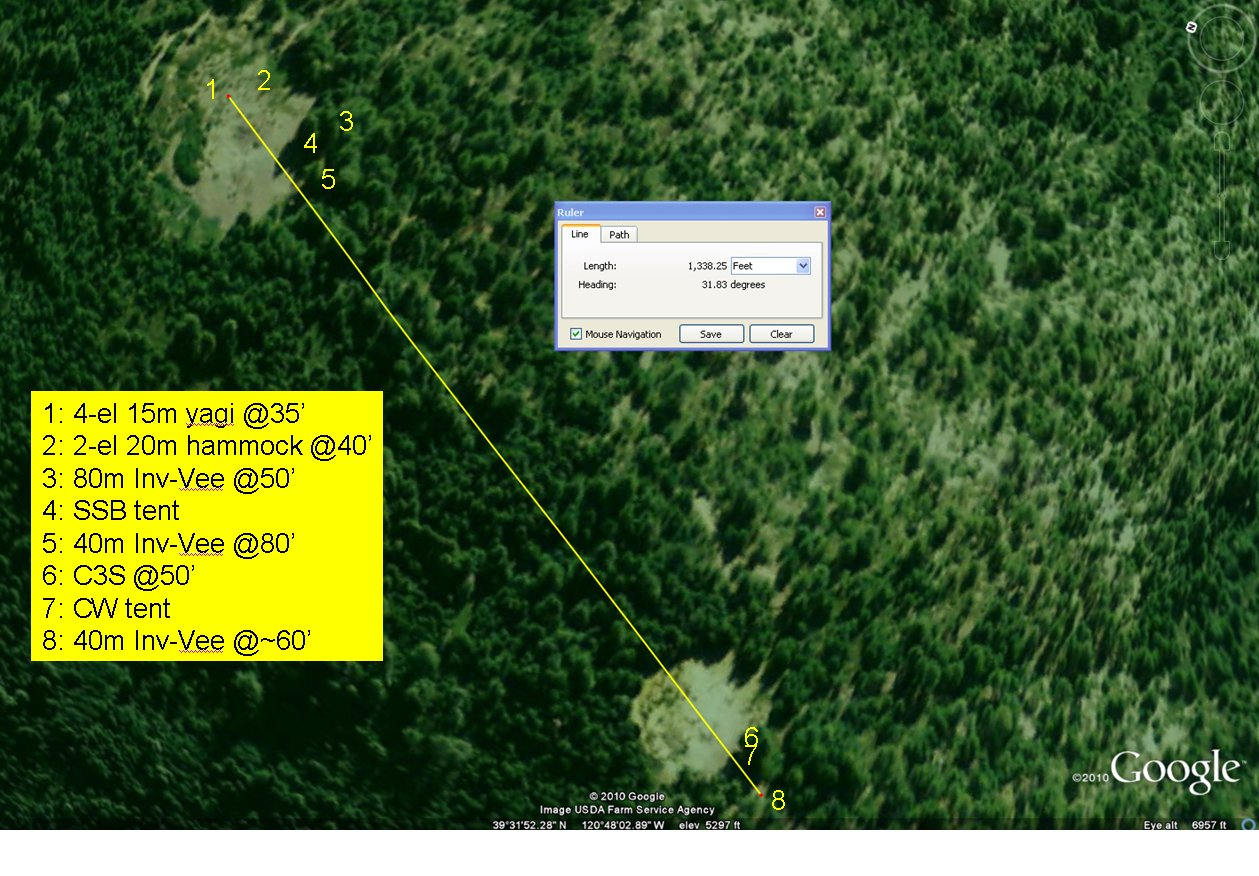 N
1
2
3
4
5
Ruler
Line Path
Length: 1,338.25 Feet
Heading: 31.83 degrees
Mouse Navigation Save Clear
1: 4-el 15m yagi @35’
2: 2-el 20m hammock @40’
3: 80m Inv-Vee @50’
4: SSB tent
5: 40m Inv-Vee @80’
6: C3S @50’
7: CW tent
8: 40m Inv-Vee @~60’
6
7
8
©2010 Google
© 2010 Google
Image USDA Farm Service Agency
39°31'52.28" N 120°48'02.89" W elev 5297 ft Eye alt 6957 ft